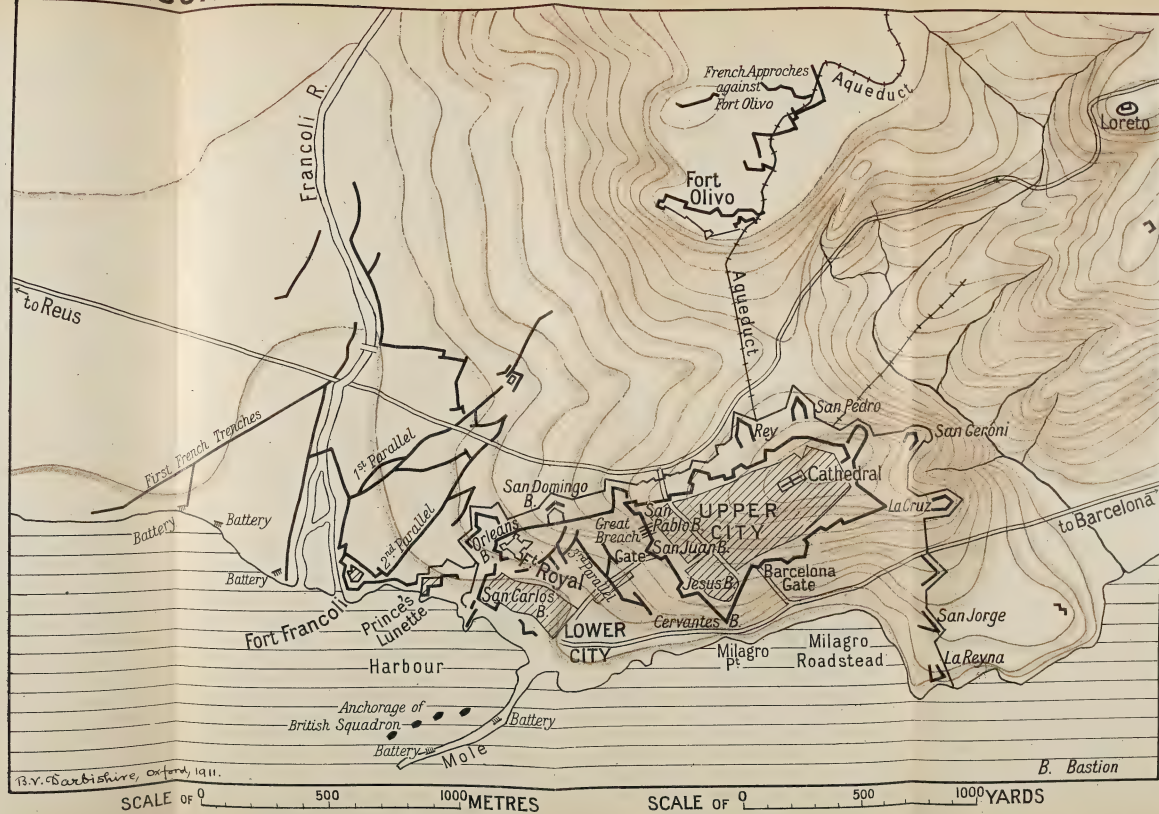 French Approaches
against
Fort Olivo
Aqueduct
Loreto
Francoli R.
Fort
Olivo
Aqueduct
to Reus
First French Trenches
1st Parallel
2nd Parallel
Battery
Battery
Battery
San Domingo
B.
Orleans
B.
Ft. Royal
San Carlos
B.
Great
Breach
Gate
3rd Parallel
San
Pablo B.
San Juan B.
Jesus B.
Cervantes B.
UPPER
CITY
Cathedral
Rey
San Pedro
San Geróni
La Cruz
to Barcelona
Barcelona
Gate
San Jorge
La Reyna
Fort Francoli
Prince's
Lunette
LOWER
CITY
Milagro
Pt.
Milagro
Roadstead
Harbour
Anchorage of
British Squadron
Battery
Battery
Mole
B.V. Darbishire, Oxford, 1911.
B. Bastion
SCALE OF 0 500 1000 METRES
SCALE OF 0 500 1000 YARDS